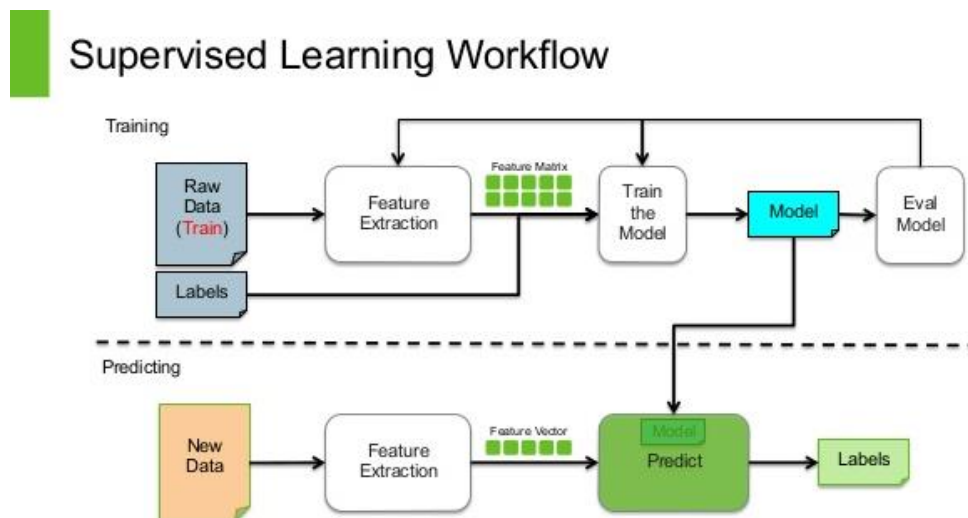 Supervised Learning Workflow
Training
Raw
Data
(Train)
Labels
Feature
Extraction
Feature Matrix
Train
the
Model
Model
Eval
Model
Predicting
New
Data
Feature
Extraction
Feature Vector
Model
Predict
Labels